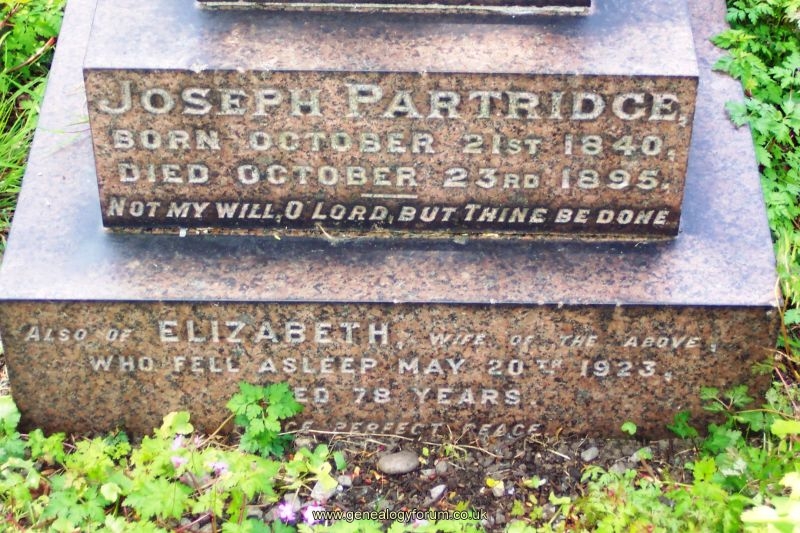 JOSEPH PARTRIDGE,
BORN OCTOBER 21ST 1840,
DIED OCTOBER 23RD 1895.
NOT MY WILL, O LORD, BUT THINE BE DONE
ALSO OF ELIZABETH, WIFE OF THE ABOVE,
WHO FELL ASLEEP MAY 20TH 1923,
ED 78 YEARS.
PERFECT PEACE
www.genealogyforum.co.uk